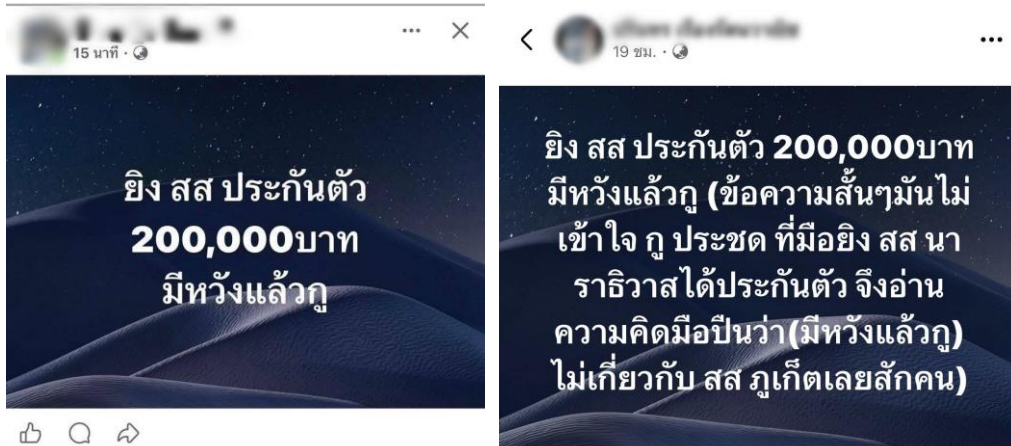 15 นาที ·
ยิง สส ประกันตัว
200,000บาท
มีหวังแล้วกู
19 ชม. ·
ยิง สส ประกันตัว 200,000บาท
มีหวังแล้วกู (ข้อความสั้นๆมันไม่
เข้าใจ กู ประชด ที่มือยิง สส นา
ราธิวาสได้ประกันตัว จึงอ่าน
ความคิดมือปืนว่า(มีหวังแล้วกู)
ไม่เกี่ยวกับ สส ภูเก็ตเลยสักคน)